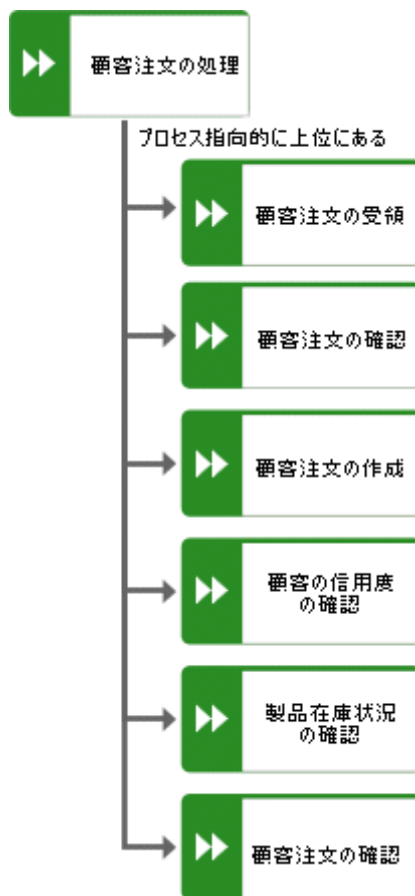 顧客注文の処理
プロセス指向的に上位にある
顧客注文の受領
顧客注文の確認
顧客注文の作成
顧客の信用度
の確認
製品在庫状況
の確認
顧客注文の確認